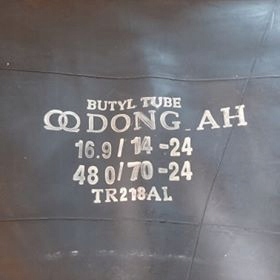 BUTYL TUBE
DONG AH
16.9/14-24
480/70-24
TR218AL